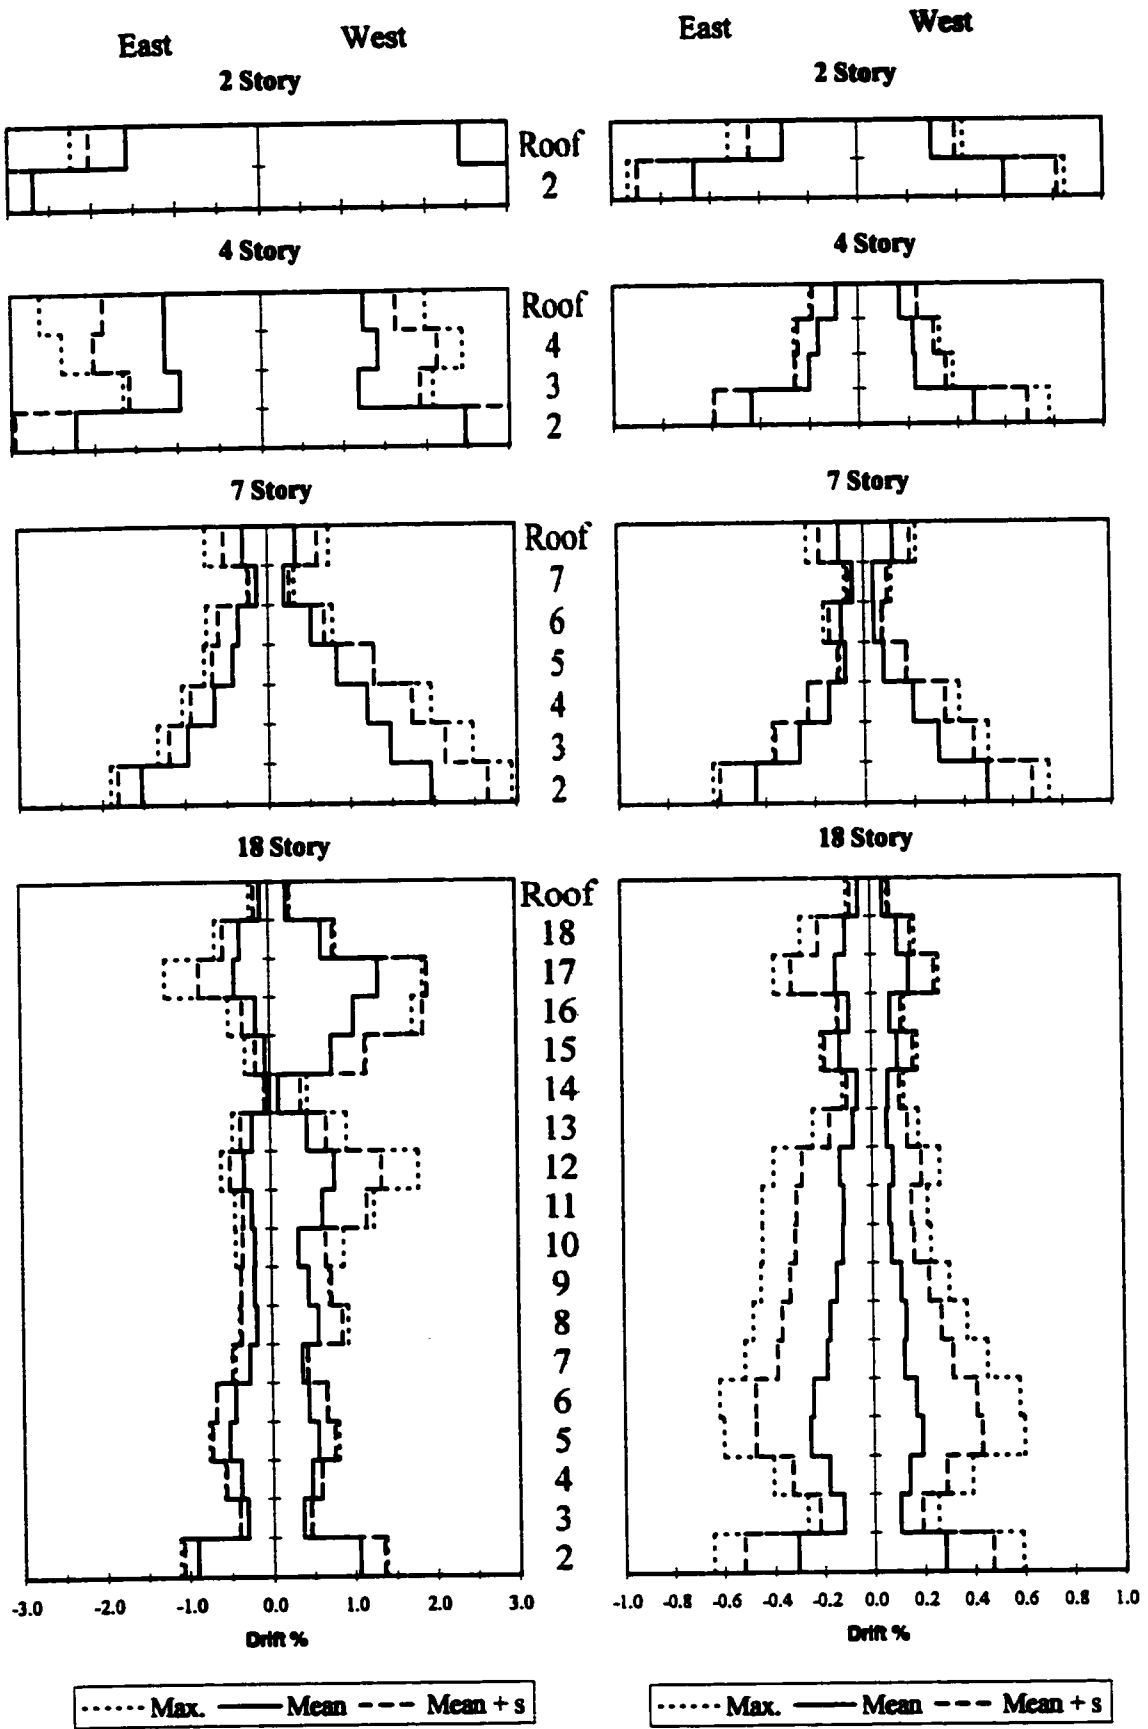 East West
2 Story
Roof
2
4 Story
Roof
4
3
2
7 Story
Roof
7
6
5
4
3
2
18 Story
Roof
18
17
16
15
14
13
12
11
10
9
8
7
6
5
4
3
2
-3.0 -2.0 -1.0 0.0 1.0 2.0 3.0
Drift %
Max. Mean Mean + s
East West
2 Story
4 Story
7 Story
18 Story
-1.0 -0.8 -0.6 -0.4 -0.2 0.0 0.2 0.4 0.6 0.8 1.0
Drift %
Max. Mean Mean + s